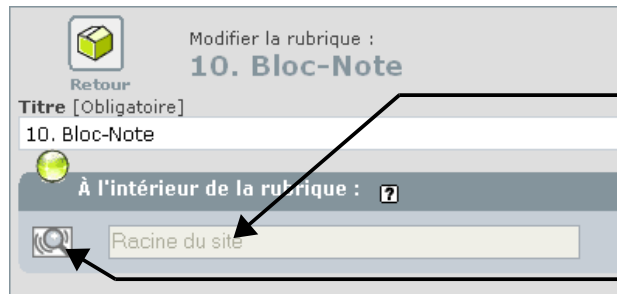 Modifier la rubrique :
10. Bloc-Note
Retour
Titre [Obligatoire]
10. Bloc-Note
À l'intérieur de la rubrique : ?
Racine du site